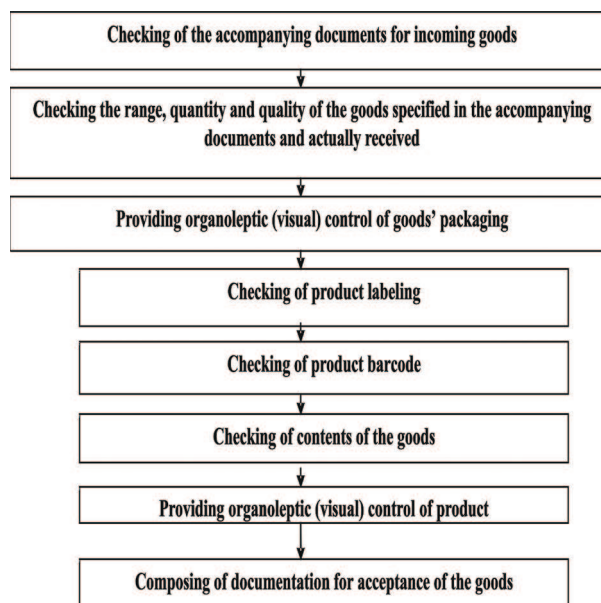 Checking of the accompanying documents for incoming goods
Checking the range, quantity and quality of the goods specified in the accompanying
documents and actually received
Providing organoleptic (visual) control of goods’ packaging
Checking of product labeling
Checking of product barcode
Checking of contents of the goods
Providing organoleptic (visual) control of product
Composing of documentation for acceptance of the goods